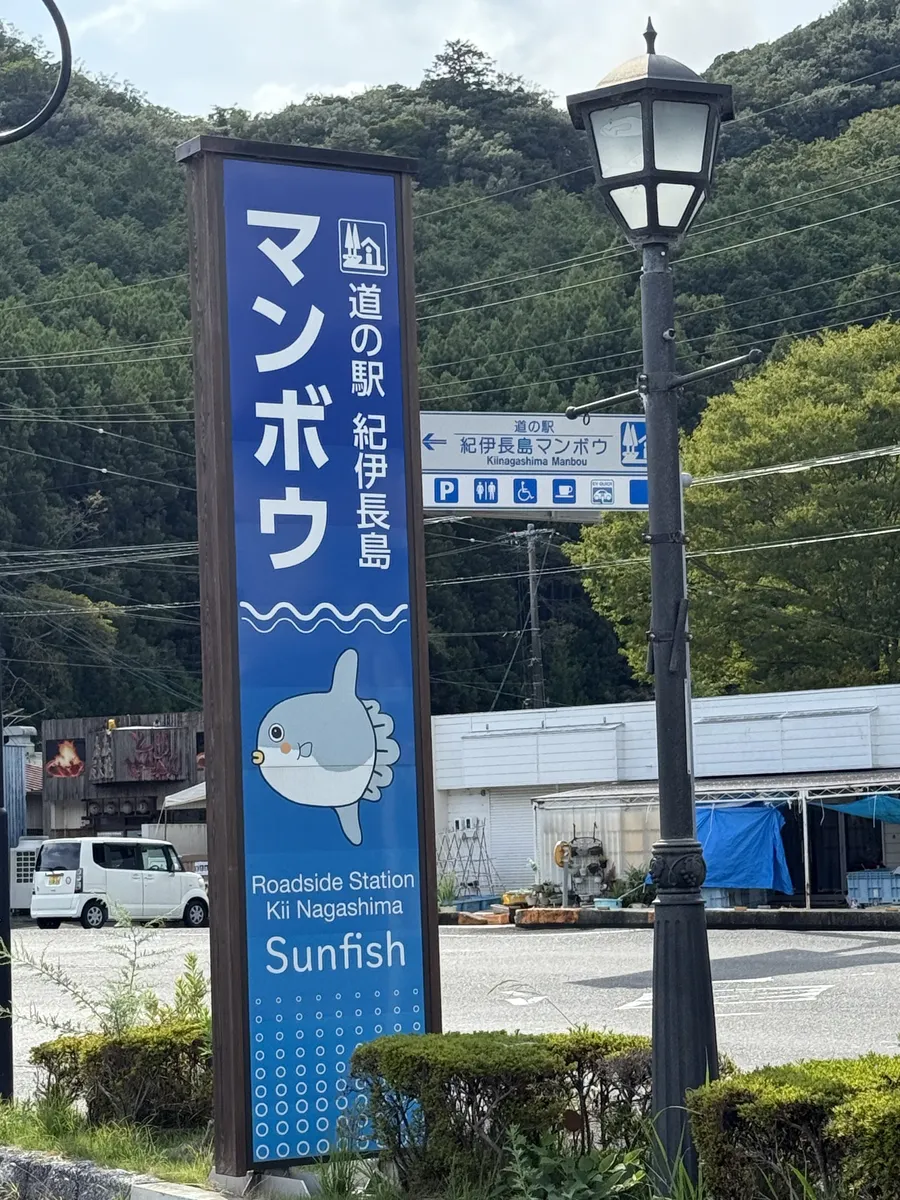 道の駅 紀伊長島
マンボウ
Roadside Station
Kii Nagashima
Sunfish
道の駅
紀伊長島マンボウ
Kiinagashima Manbou
P